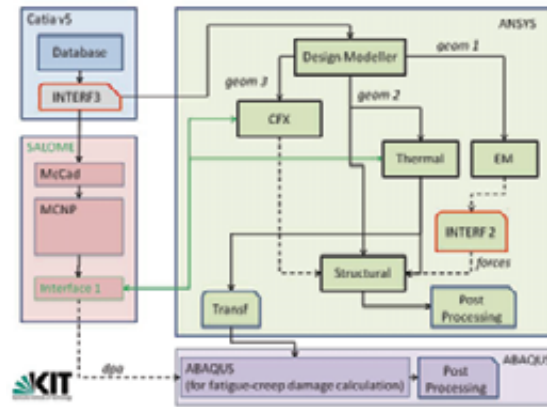 Catia v5
Database
INTERF3
SALOME
McCad
MCNP
Interface 1
ANSYS
Design Modeller
geom 1
geom 3
geom 2
CFX
Thermal
EM
INTERF 2
forces
Structural
Transf
Post
Processing
ABAQUS
dpa
ABAQUS
(for fatigue-creep damage calculation)
Post
Processing
KIT